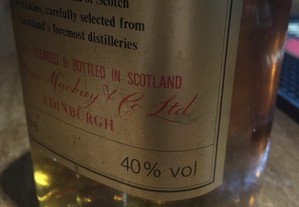 of Scotch
whiskies, carefully selected from
Scotland's foremost distilleries
BLENDED & BOTTLED IN SCOTLAND
Mackay & Co Ltd
EDINBURGH
40% vol